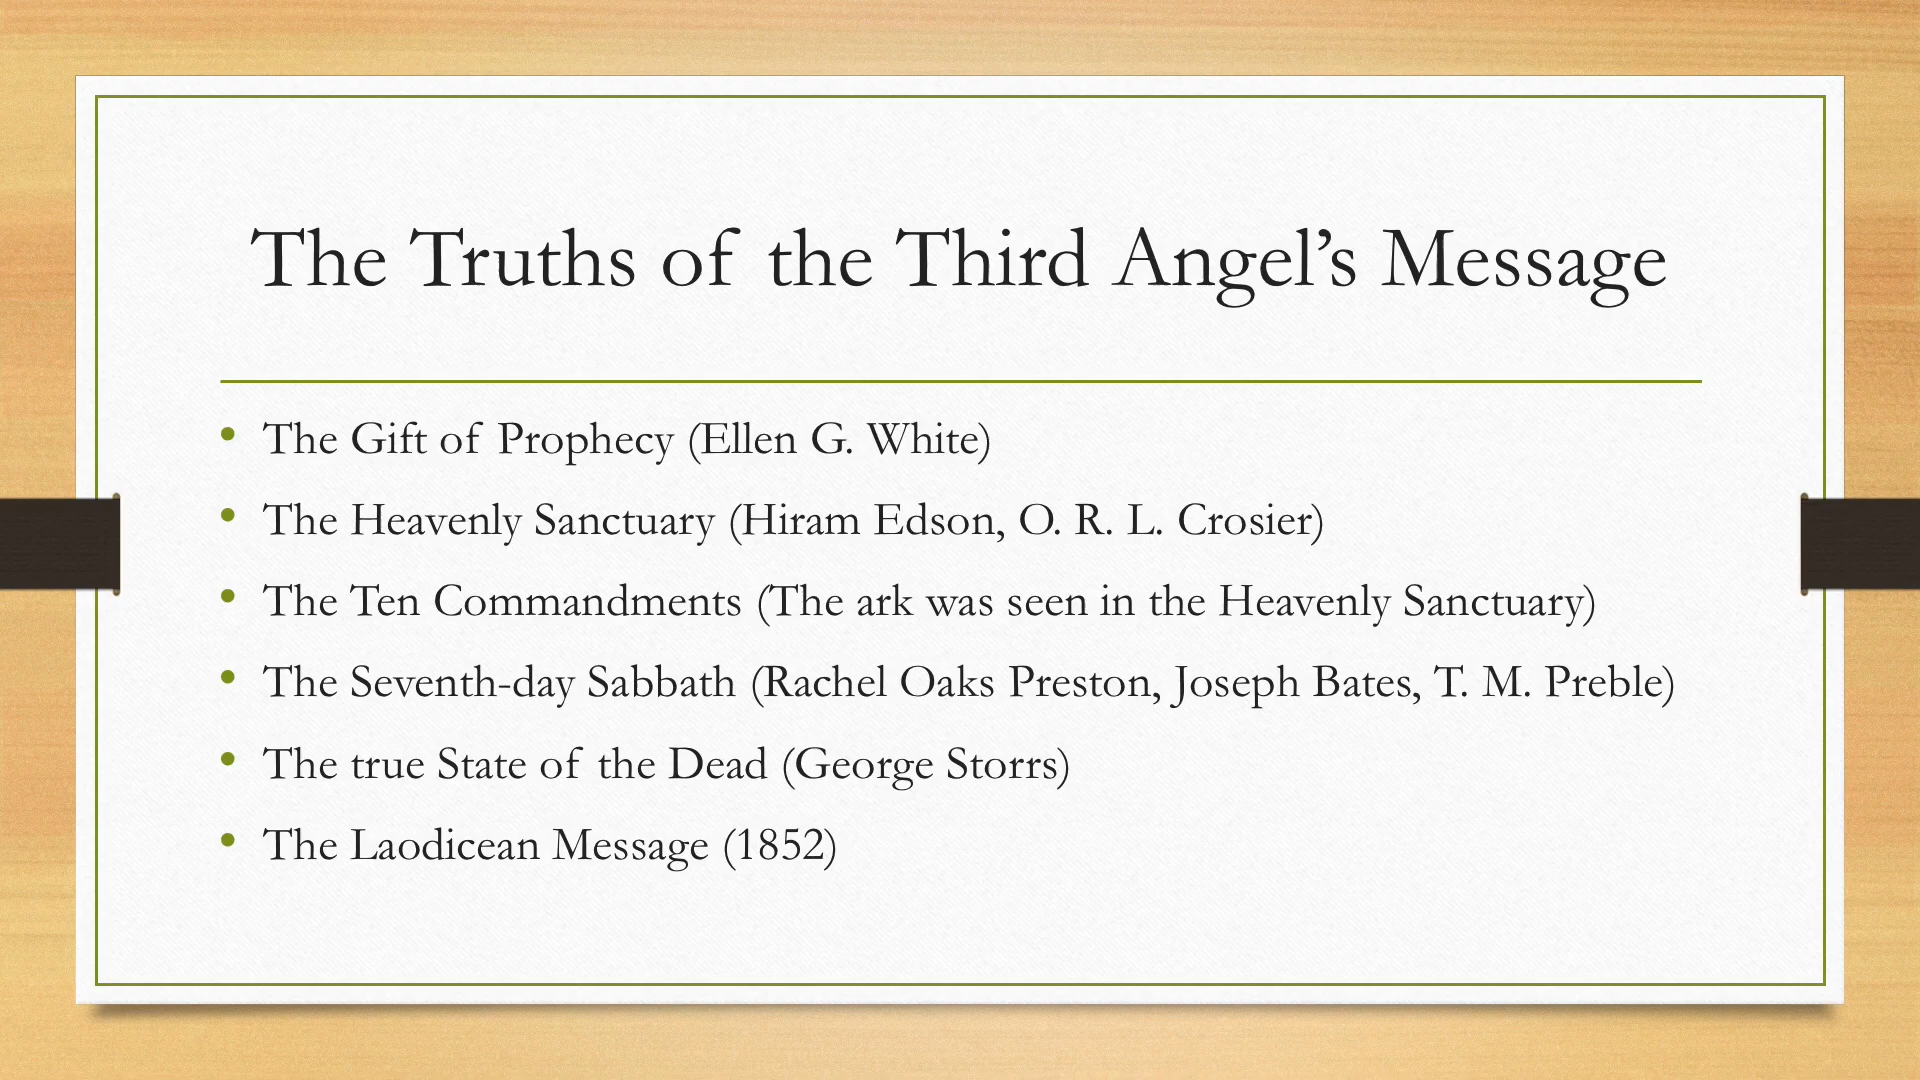 The Truths of the Third Angel’s Message
• The Gift of Prophecy (Ellen G. White)
• The Heavenly Sanctuary (Hiram Edson, O. R. L. Crosier)
• The Ten Commandments (The ark was seen in the Heavenly Sanctuary)
• The Seventh-day Sabbath (Rachel Oaks Preston, Joseph Bates, T. M. Preble)
• The true State of the Dead (George Storrs)
• The Laodicean Message (1852)